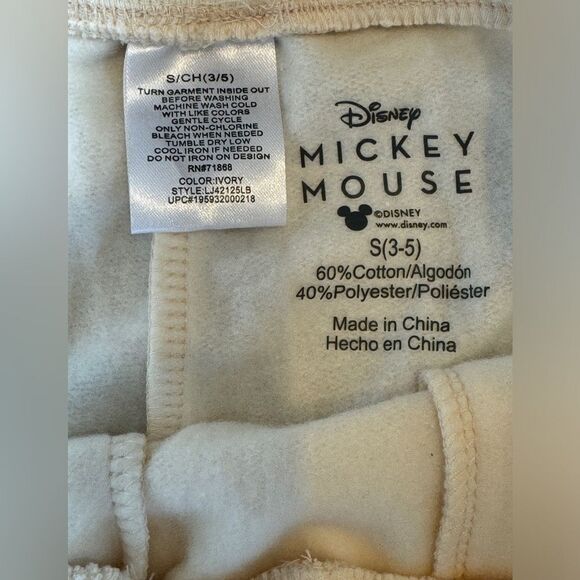 S/CH(3/5)
TURN GARMENT INSIDE OUT
BEFORE WASHING
MACHINE WASH COLD
WITH LIKE COLORS
GENTLE CYCLE
ONLY NON-CHLORINE
BLEACH WHEN NEEDED
TUMBLE DRY LOW
COOL IRON IF NEEDED
DO NOT IRON ON DESIGN
RN#71868
COLOR:IVORY
STYLE:LJ42125LB
UPC#195932000218
Disney
MICKEY
MOUSE
©DISNEY
www.disney.com
S(3-5)
60%Cotton/Algodón
40%Polyester/Poliéster
Made in China
Hecho en China